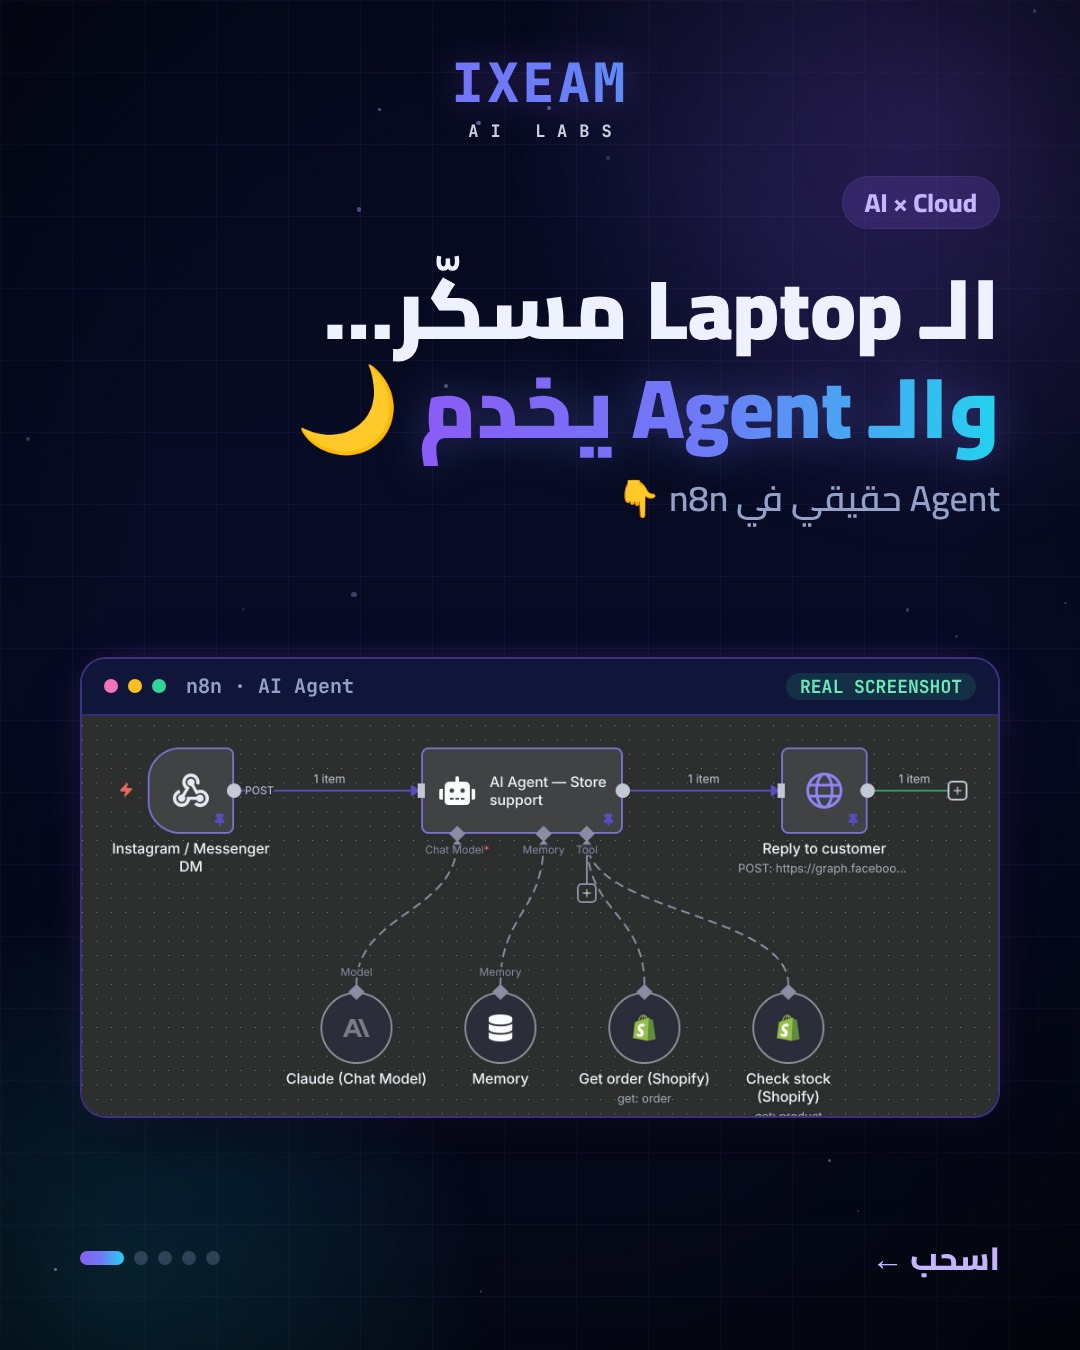 IXEAM
AI LABS
AI × Cloud
الـ Laptop مسكّر...
والـ Agent يخدم 🌙
Agent حقيقي في n8n 👇
n8n · AI Agent
REAL SCREENSHOT
POST
1 item
AI Agent — Store
support
1 item
1 item
Chat Model*
Memory
Tool
Instagram / Messenger
DM
Reply to customer
POST: https://graph.faceboo...
Model
Memory
Claude (Chat Model)
Memory
Get order (Shopify)
get: order
Check stock
(Shopify)
get: product
اسحب ←